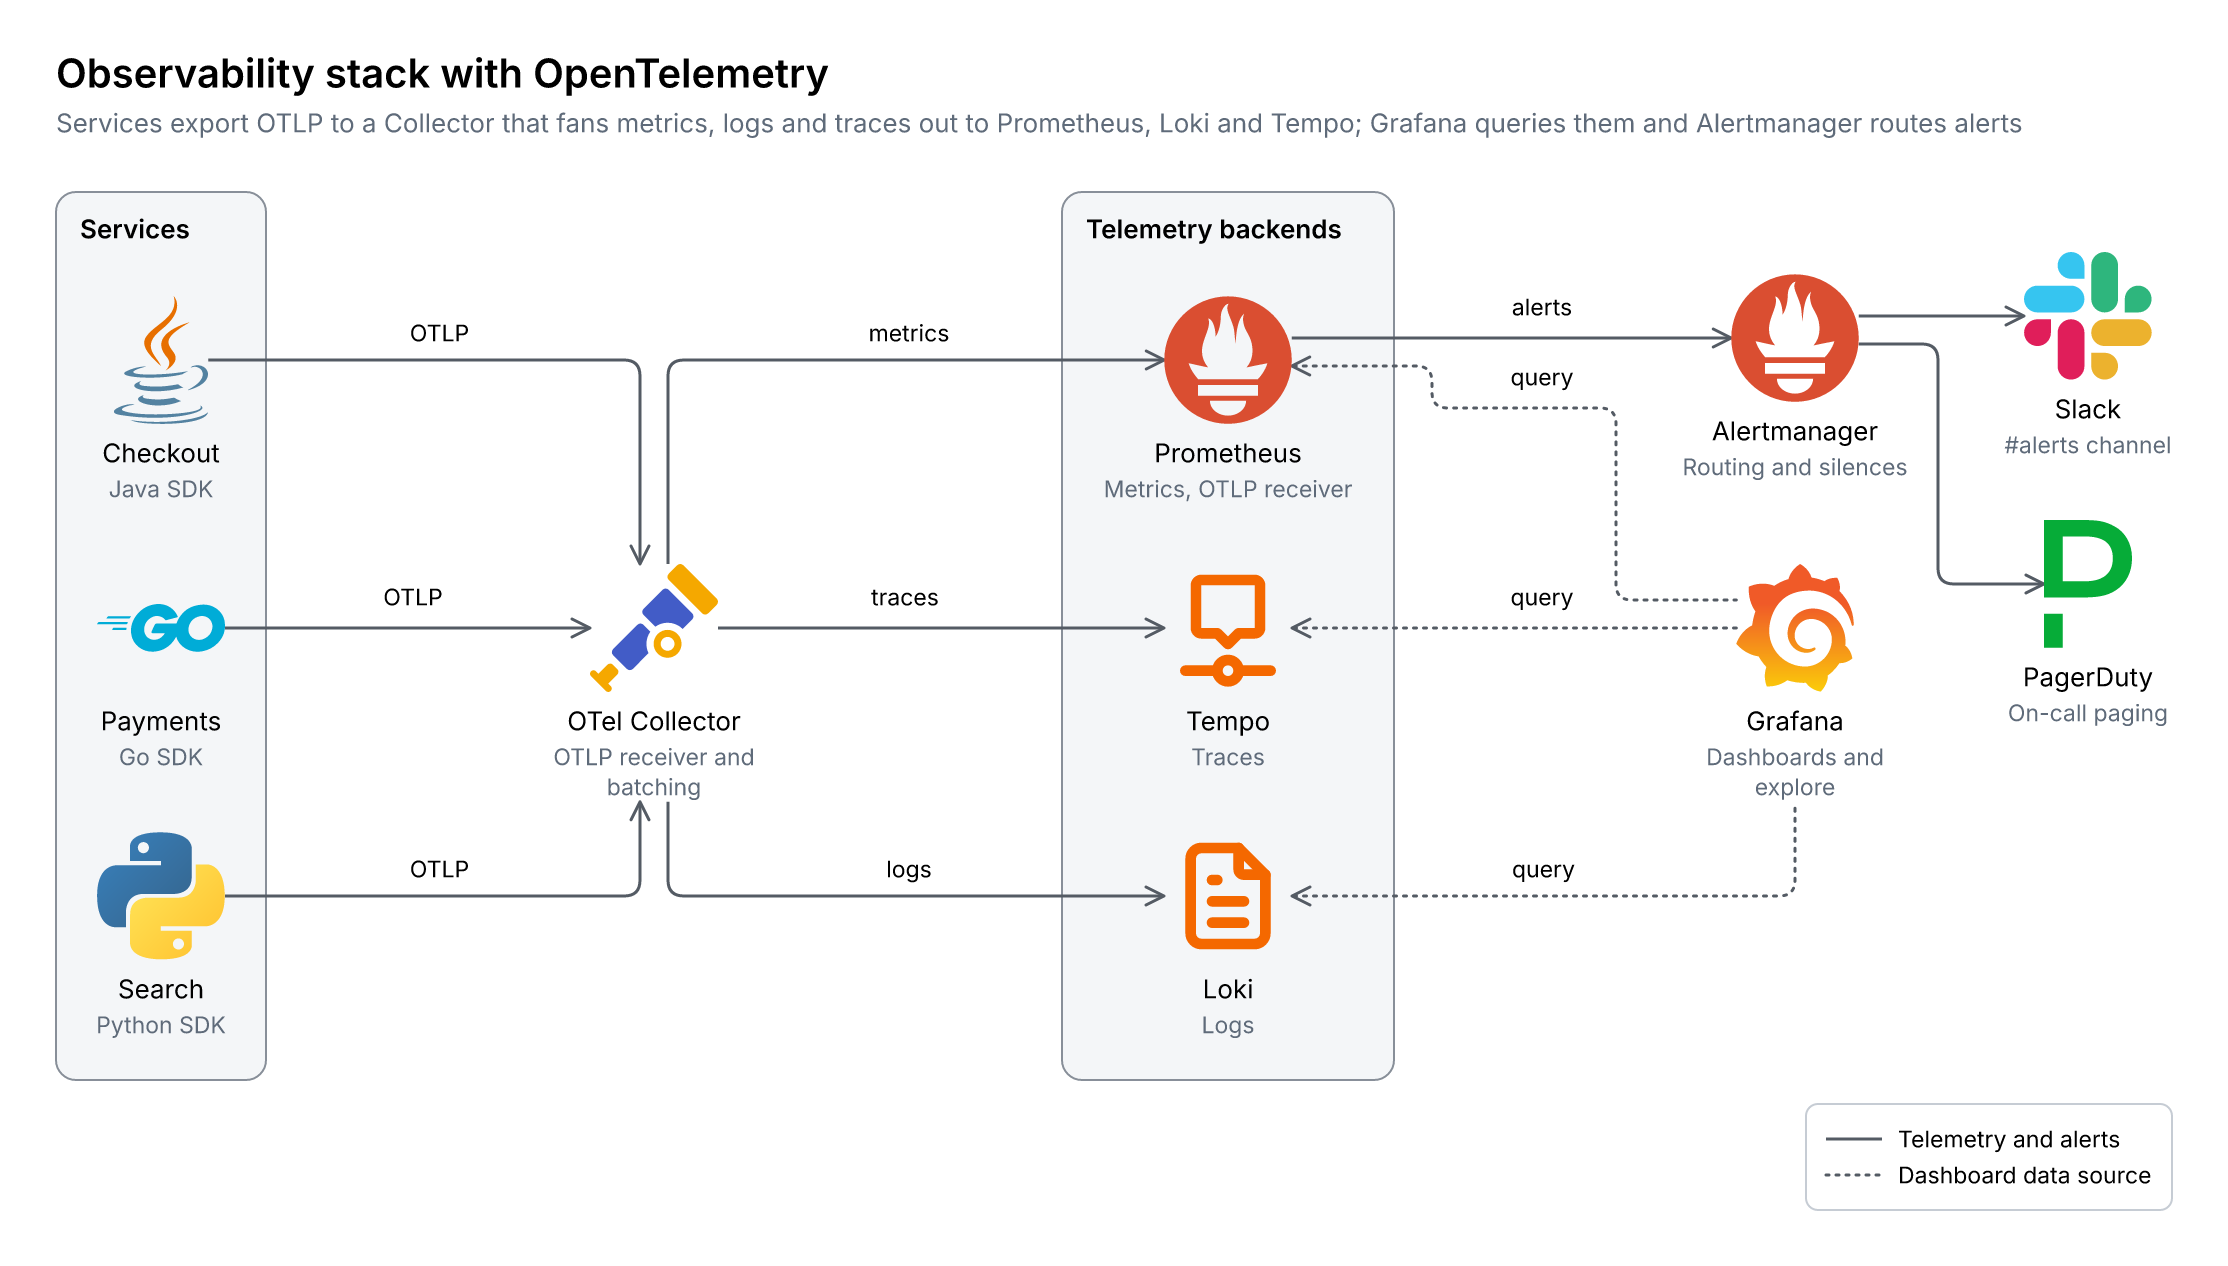 Observability stack with OpenTelemetry
Services export OTLP to a Collector that fans metrics, logs and traces out to Prometheus, Loki and Tempo; Grafana queries them and Alertmanager routes alerts
Services
Checkout
Java SDK
GO
Payments
Go SDK
Search
Python SDK
OTLP
OTLP
OTLP
OTel Collector
OTLP receiver and
batching
metrics
traces
logs
Telemetry backends
Prometheus
Metrics, OTLP receiver
Tempo
Traces
Loki
Logs
alerts
query
query
query
Alertmanager
Routing and silences
Grafana
Dashboards and
explore
Slack
#alerts channel
P
PagerDuty
On-call paging
Telemetry and alerts
Dashboard data source